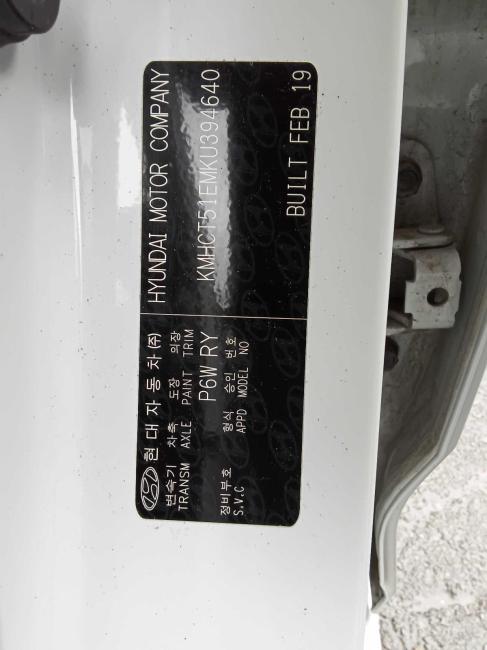 현대자동차(주) HYUNDAI MOTOR COMPANY
변속기 차축 도장 의장
TRANSM AXLE PAINT TRIM
P6W RY KMHCT51EMKU394640
정비부호 형식 승인 번호
S.V.C APPD MODEL NO
BUILT FEB 19